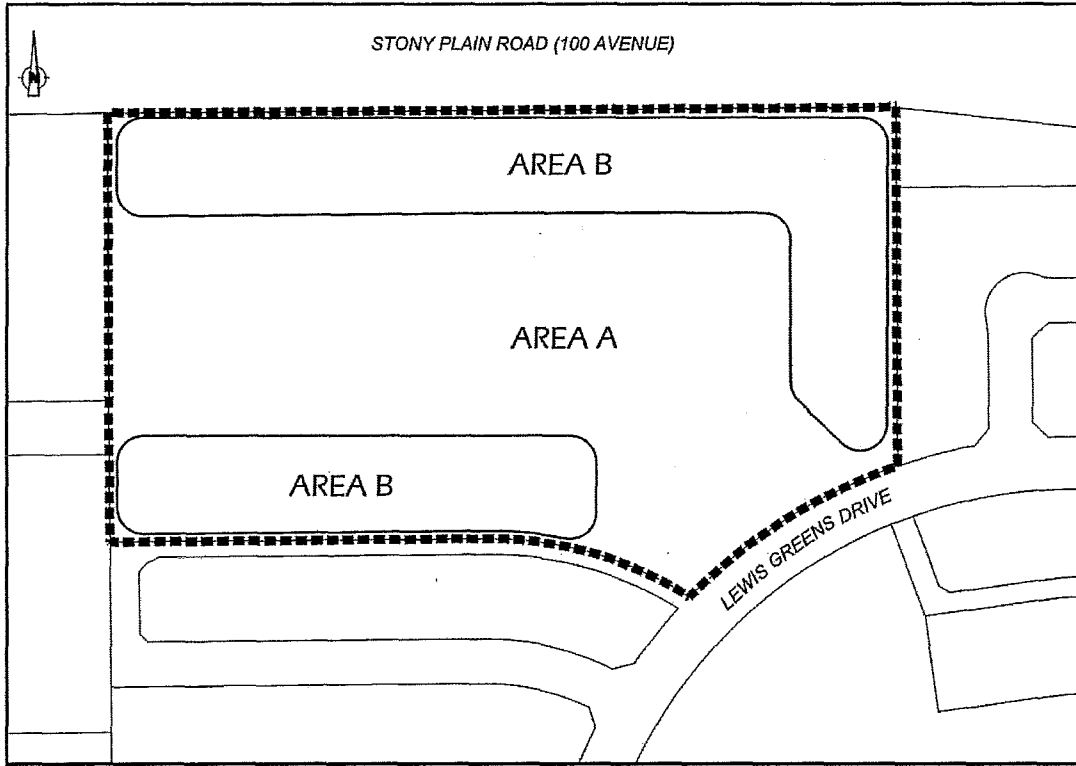 STONY PLAIN ROAD (100 AVENUE)
N
AREA B
AREA A
AREA B
LEWIS GREENS DRIVE